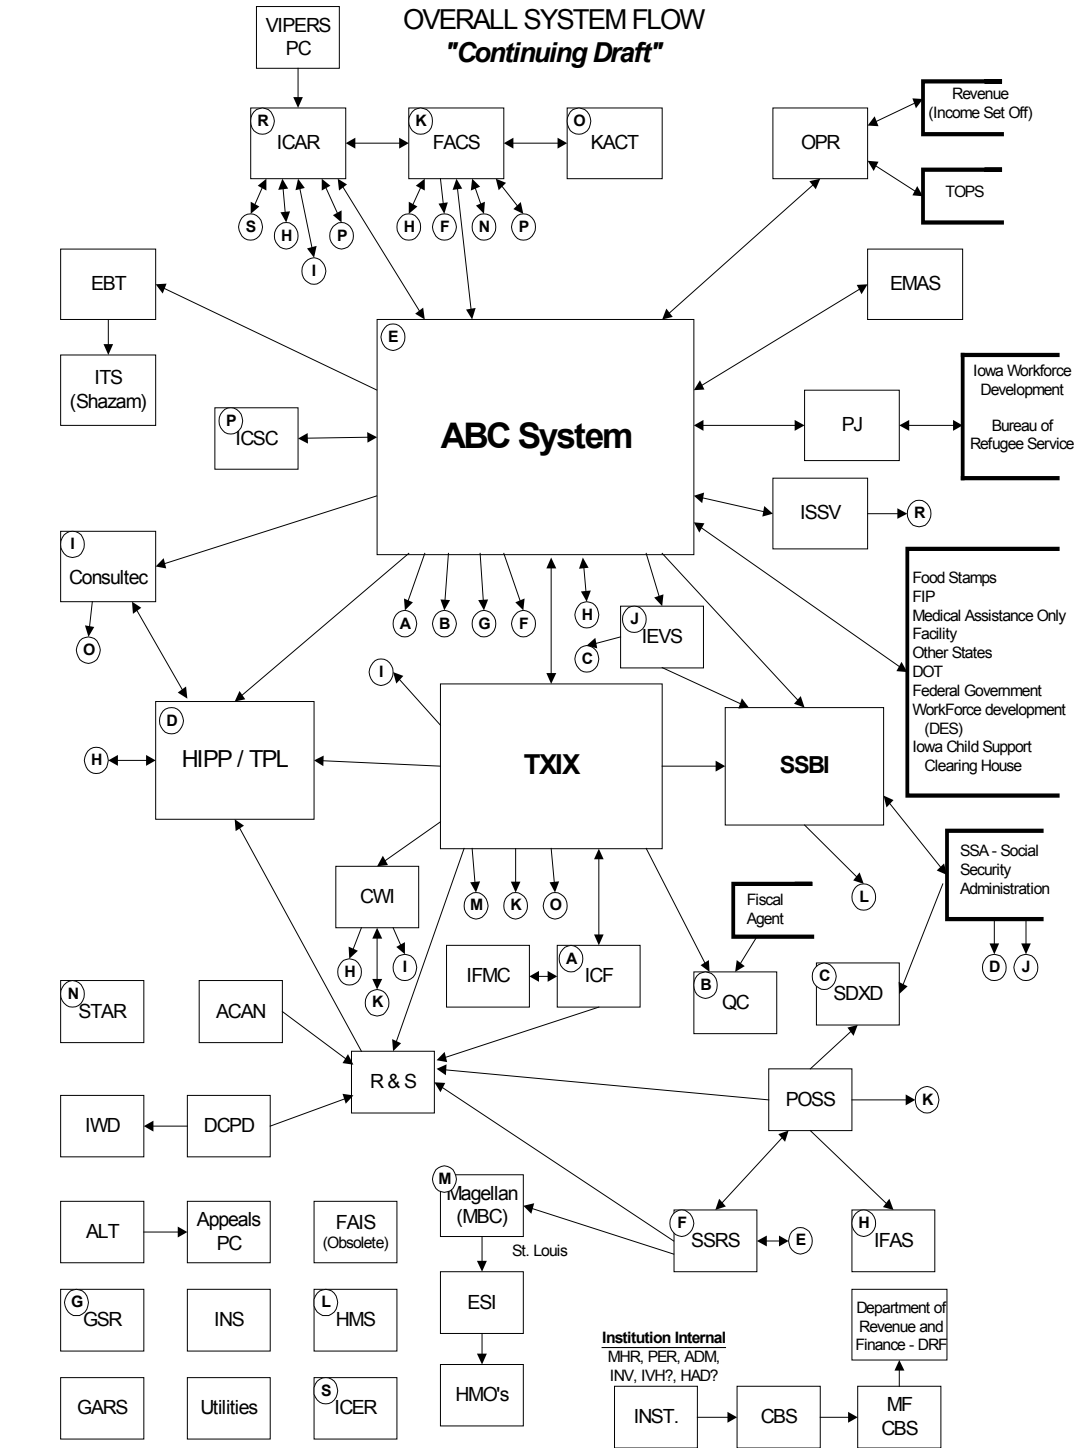 OVERALL SYSTEM FLOW
"Continuing Draft"
VIPERS
PC
R
ICAR
K
FACS
O
KACT
OPR
Revenue
(Income Set Off)
TOPS
S
H
I
P
H
F
N
P
EBT
EMAS
ITS
(Shazam)
E
ABC System
P
ICSC
PJ
Iowa Workforce
Development
Bureau of
Refugee Service
ISSV
R
I
Consultec
O
A
B
G
F
H
J
IEVS
C
Food Stamps
FIP
Medical Assistance Only
Facility
Other States
DOT
Federal Government
WorkForce development
(DES)
Iowa Child Support
Clearing House
I
D
HIPP / TPL
H
TXIX
SSBI
L
SSA - Social
Security
Administration
D
J
CWI
H
K
I
M
K
O
Fiscal
Agent
IFMC
A
ICF
B
QC
C
SDXD
N
STAR
ACAN
R & S
POSS
K
IWD
DCPD
ALT
Appeals
PC
FAIS
(Obsolete)
M
Magellan
(MBC)
St. Louis
F
SSRS
E
H
IFAS
G
GSR
INS
L
HMS
ESI
Department of
Revenue and
Finance - DRF
Institution Internal
MHR, PER, ADM,
INV, IVH?, HAD?
GARS
Utilities
S
ICER
HMO's
INST.
CBS
MF
CBS